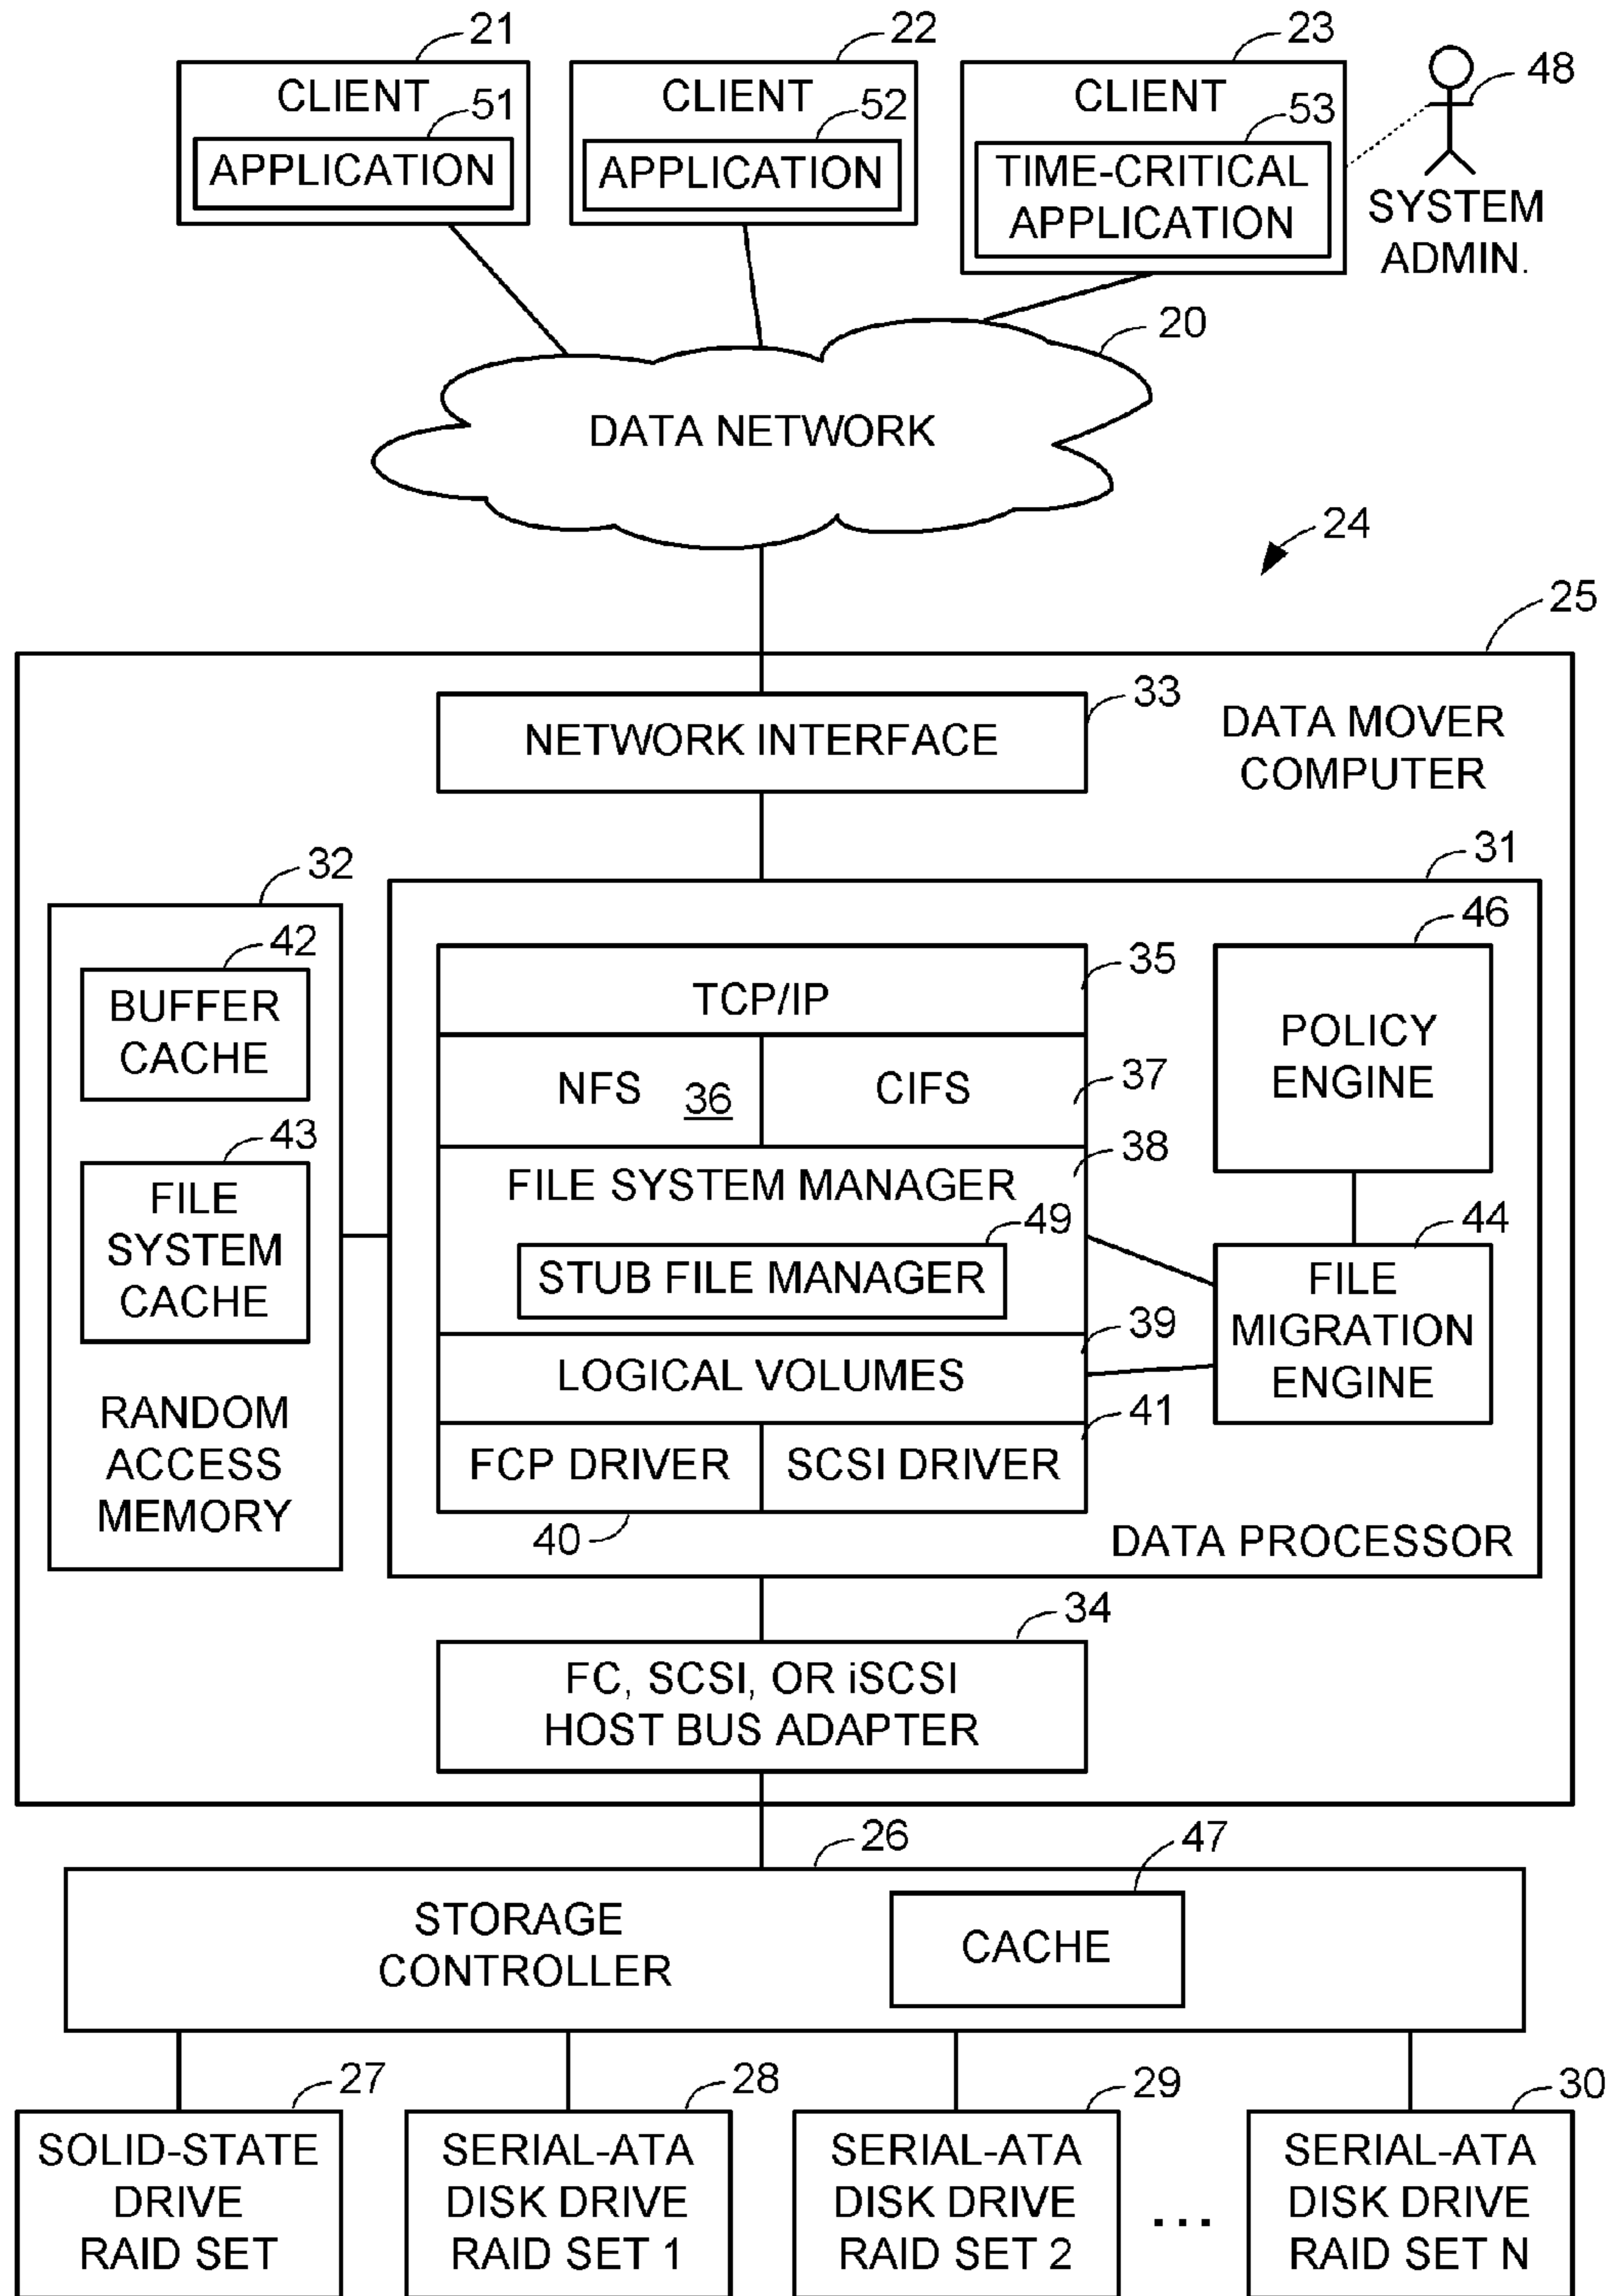 21
22
23
48
CLIENT
51
APPLICATION
CLIENT
52
APPLICATION
CLIENT
53
TIME-CRITICAL
APPLICATION
SYSTEM
ADMIN.
20
DATA NETWORK
24
25
33
NETWORK INTERFACE
DATA MOVER
COMPUTER
32
31
42
BUFFER
CACHE
43
FILE
SYSTEM
CACHE
RANDOM
ACCESS
MEMORY
35
TCP/IP
NFS
36
CIFS
37
38
FILE SYSTEM MANAGER
49
STUB FILE MANAGER
39
LOGICAL VOLUMES
41
FCP DRIVER
SCSI DRIVER
40
46
POLICY
ENGINE
44
FILE
MIGRATION
ENGINE
DATA PROCESSOR
34
FC, SCSI, OR iSCSI
HOST BUS ADAPTER
26
47
STORAGE
CONTROLLER
CACHE
27
28
29
30
SOLID-STATE
DRIVE
RAID SET
SERIAL-ATA
DISK DRIVE
RAID SET 1
SERIAL-ATA
DISK DRIVE
RAID SET 2
...
SERIAL-ATA
DISK DRIVE
RAID SET N